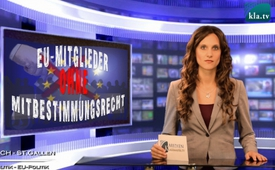 kla.tv
EU-MITGLIEDER
OHNE
MITBESTIMMUNGSRECHT
CH - ST.GALLEN
UTIK - EU-POLITIK